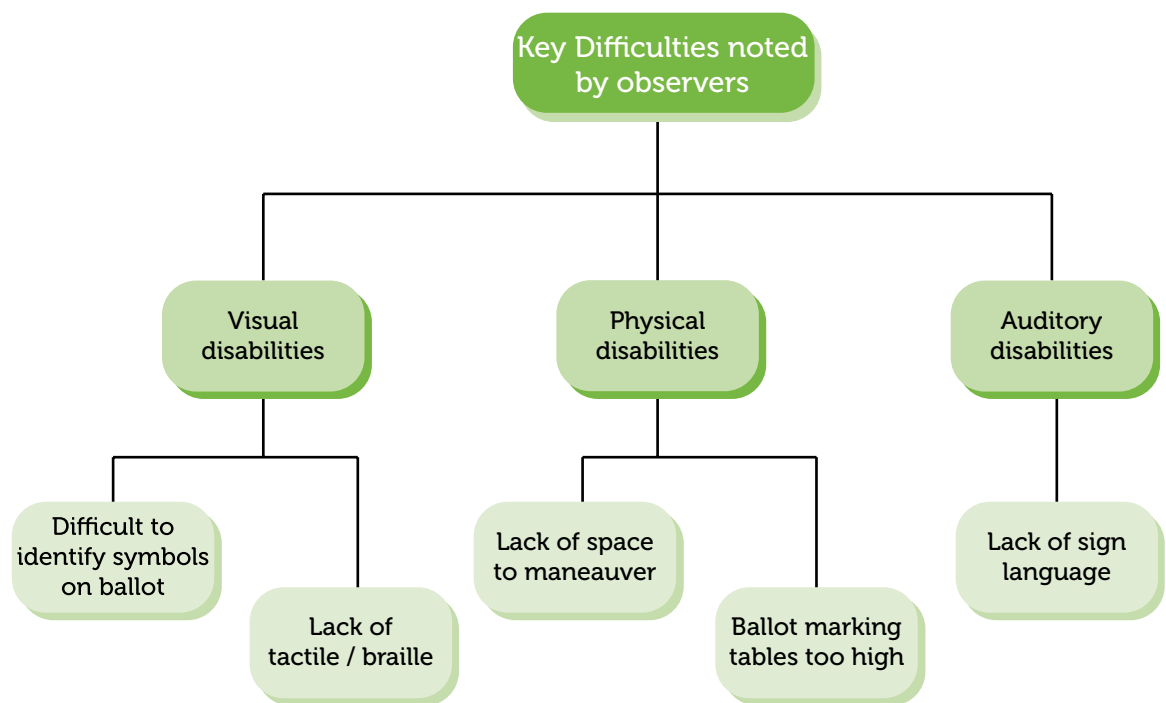 Key Difficulties noted
by observers
Visual
disabilities
Physical
disabilities
Auditory
disabilities
Difficult to
identify symbols
on ballot
Lack of
tactile / braille
Lack of space
to maneauver
Ballot marking
tables too high
Lack of sign
language